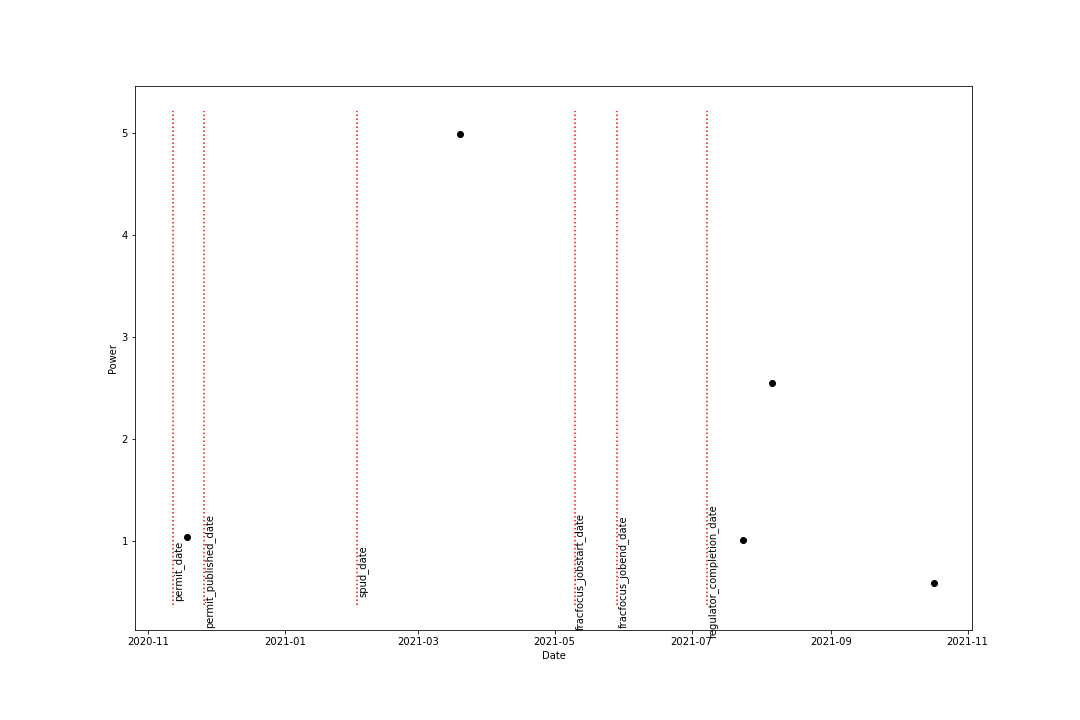 5
4
3
2
1
Power
permit_date
permit_published_date
spud_date
fracfocus_jobstart_date
fracfocus_jobend_date
regulator_completion_date
2020-11
2021-01
2021-03
2021-05
2021-07
2021-09
2021-11
Date